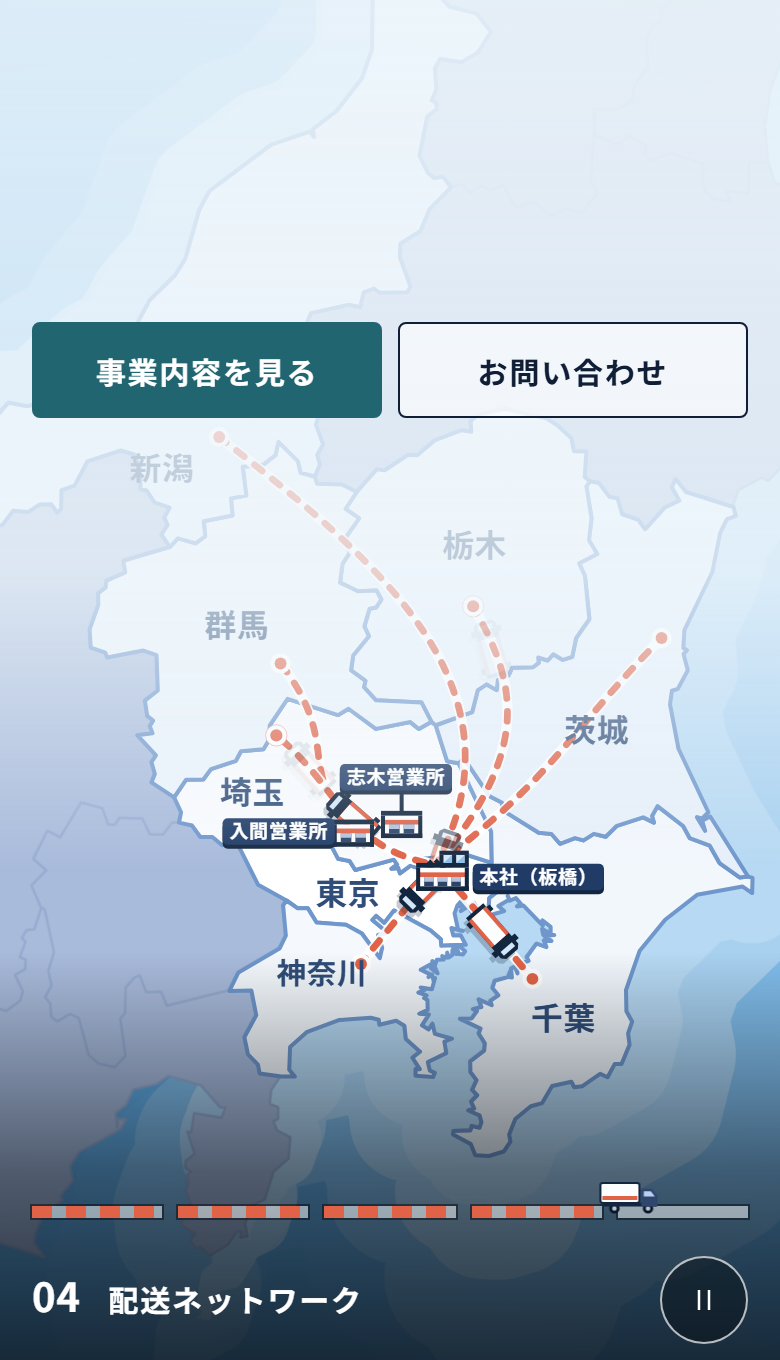 事業内容を見る
お問い合わせ
新潟
栃木
群馬
茨城
志木営業所
埼玉
入間営業所
本社（板橋）
東京
神奈川
千葉
04 配送ネットワーク